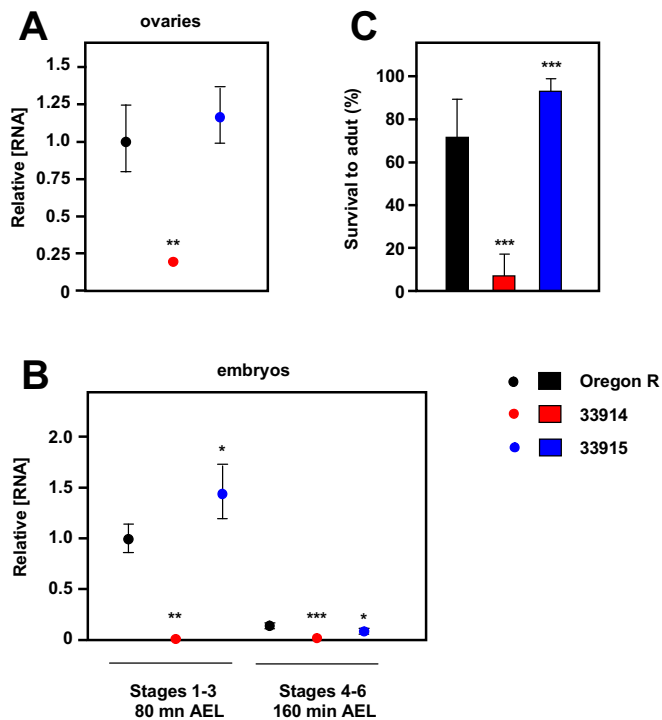 A
ovaries
Relative [RNA]
1.5
1.25
1.0
0.75
0.5
0.25
0
**
C
Survival to adut (%)
100
80
60
40
20
0
***
***
B
embryos
Relative [RNA]
2.0
1.5
1.0
0.5
0
**
*
***
*
Stages 1-3
80 mn AEL
Stages 4-6
160 min AEL
Oregon R
33914
33915